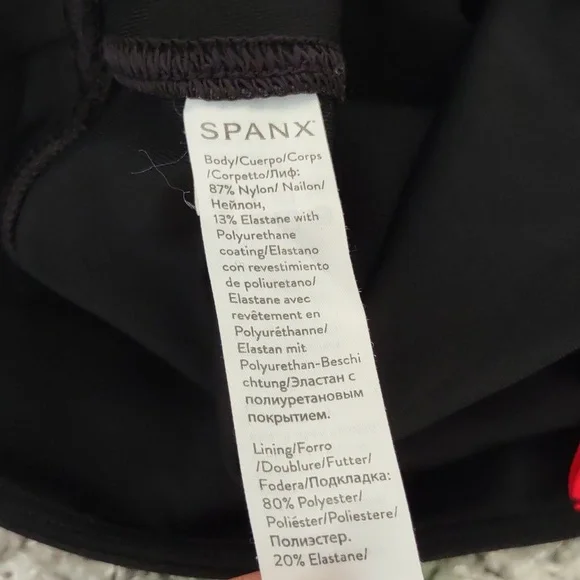 SPANX
Body/Cuerpo/Corps
/Corpetto/Лиф:
87% Nylon/ Nailon/
Нейлон,
13% Elastane with
Polyurethane
coating/Elastano
con revestimiento
de poliuretano/
Elastane avec
revêtement en
Polyuréthanne/
Elastan mit
Polyurethan-Beschi
chtung/Эластан с
полиуретановым
покрытием.
Lining/Forro
/Doublure/Futter/
Fodera/Подкладка:
80% Polyester/
Poliéster/Poliestere/
Полиэстер.
20% Elastane/